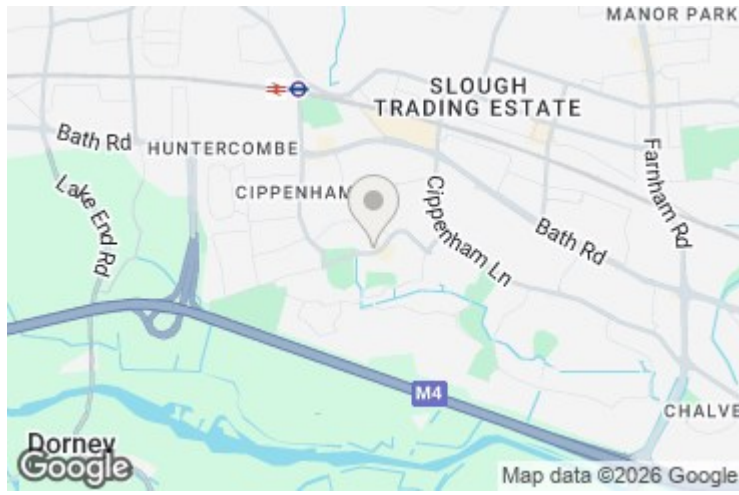 MANOR PARK
SLOUGH
TRADING ESTATE
Bath Rd
HUNTERCOMBE
Farnham Rd
Lake End Rd
CIPPENHAM
Cippenham Ln
Bath Rd
M4
CHALVE
Dorney
Google
Map data ©2026 Google